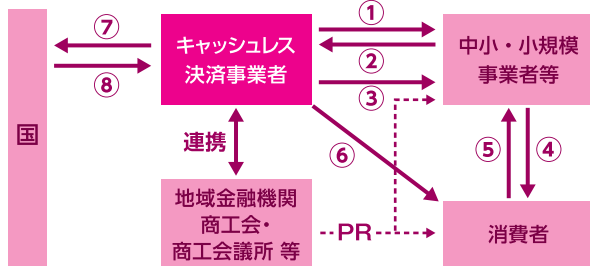 ⑦
①
キャッシュレス
決済事業者
②
中小・小規模
事業者等
⑧
③
国
連携
⑥
⑤
④
地域金融機関
商工会・
商工会議所 等
PR
消費者